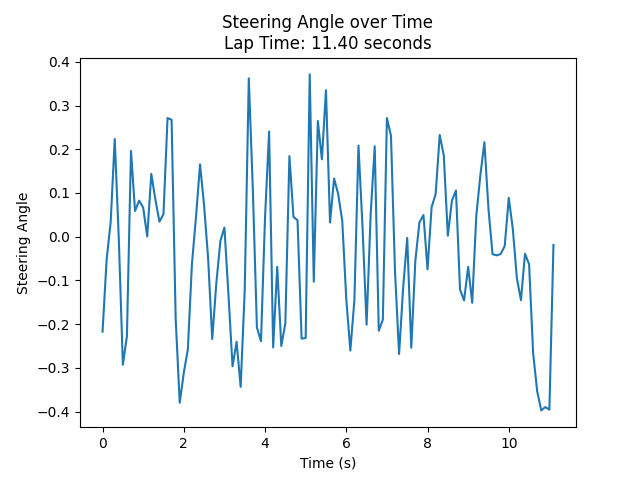 Steering Angle over Time
Lap Time: 11.40 seconds
Steering Angle
0.4
0.3
0.2
0.1
0.0
−0.1
−0.2
−0.3
−0.4
0 2 4 6 8 10
Time (s)